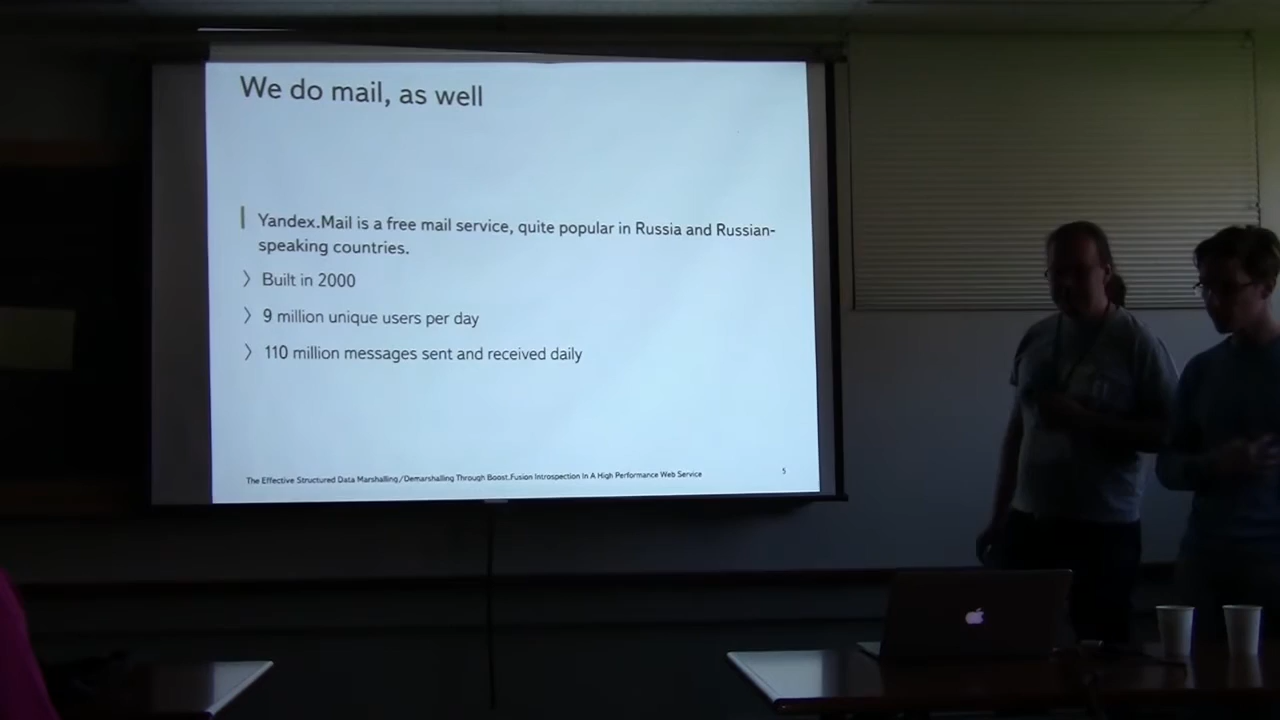 We do mail, as well
Yandex.Mail is a free mail service, quite popular in Russia and Russian-
speaking countries.
〉 Built in 2000
〉 9 million unique users per day
〉 110 million messages sent and received daily
The Effective Structured Data Marshalling/Demarshalling Through Boost.Fusion Introspection In A High Performance Web Service
5